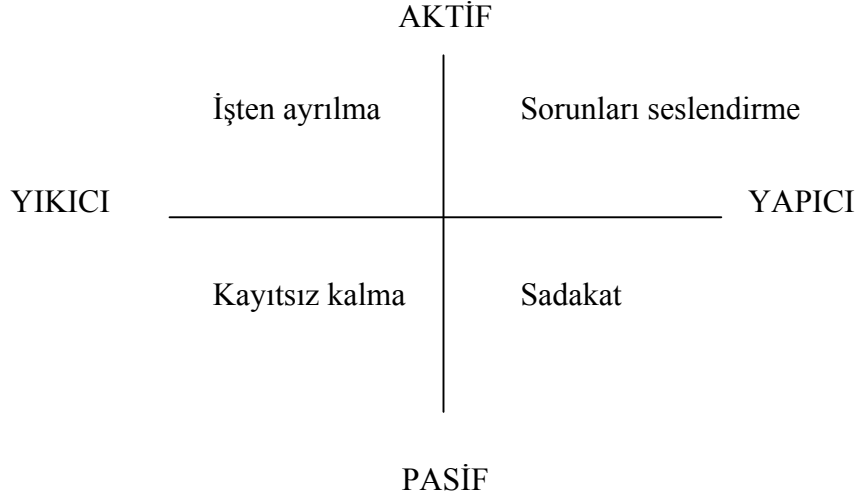 AKTİF
İşten ayrılma Sorunları seslendirme
YIKICI YAPICI
Kayıtsız kalma Sadakat
PASİF